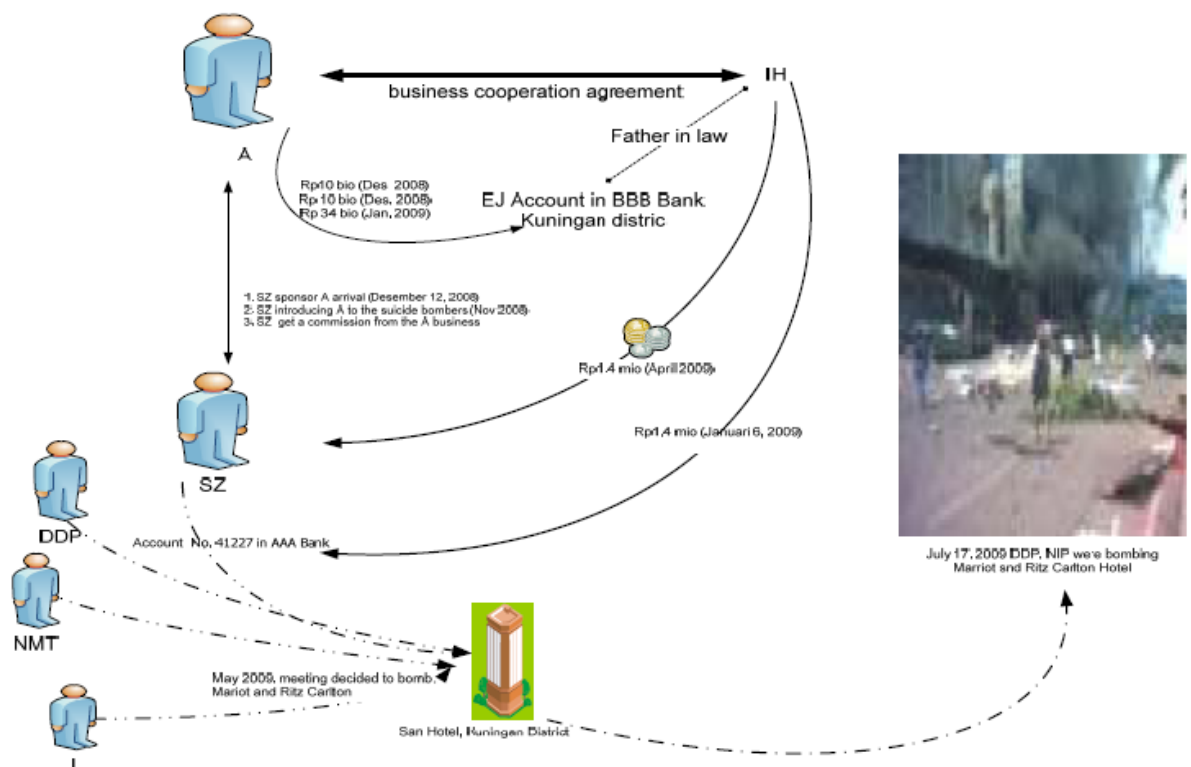 IH
business cooperation agreement
Father in law
A
Rp10 bio (Des. 2008)
Rp 10 bio (Des. 2008)
Rp 34 bio (Jan, 2009)
EJ Account in BBB Bank
Kuningan distric
1. SZ sponsor A arrival (Desember 12, 2008)
2. SZ introducing A to the suicide bombers (Nov 2008)
3. SZ get a commission from the A business
Rp1.4 mio (April 2009)
Rp1,4 mio (Januari 6, 2009)
SZ
DDP
Account No. 41227 in AAA Bank
NMT
May 2009, meeting decided to bomb
Mariot and Ritz Carlton
San Hotel, Kuningan District
July 17, 2009 DDP, NIP were bombing
Marriot and Ritz Carlton Hotel